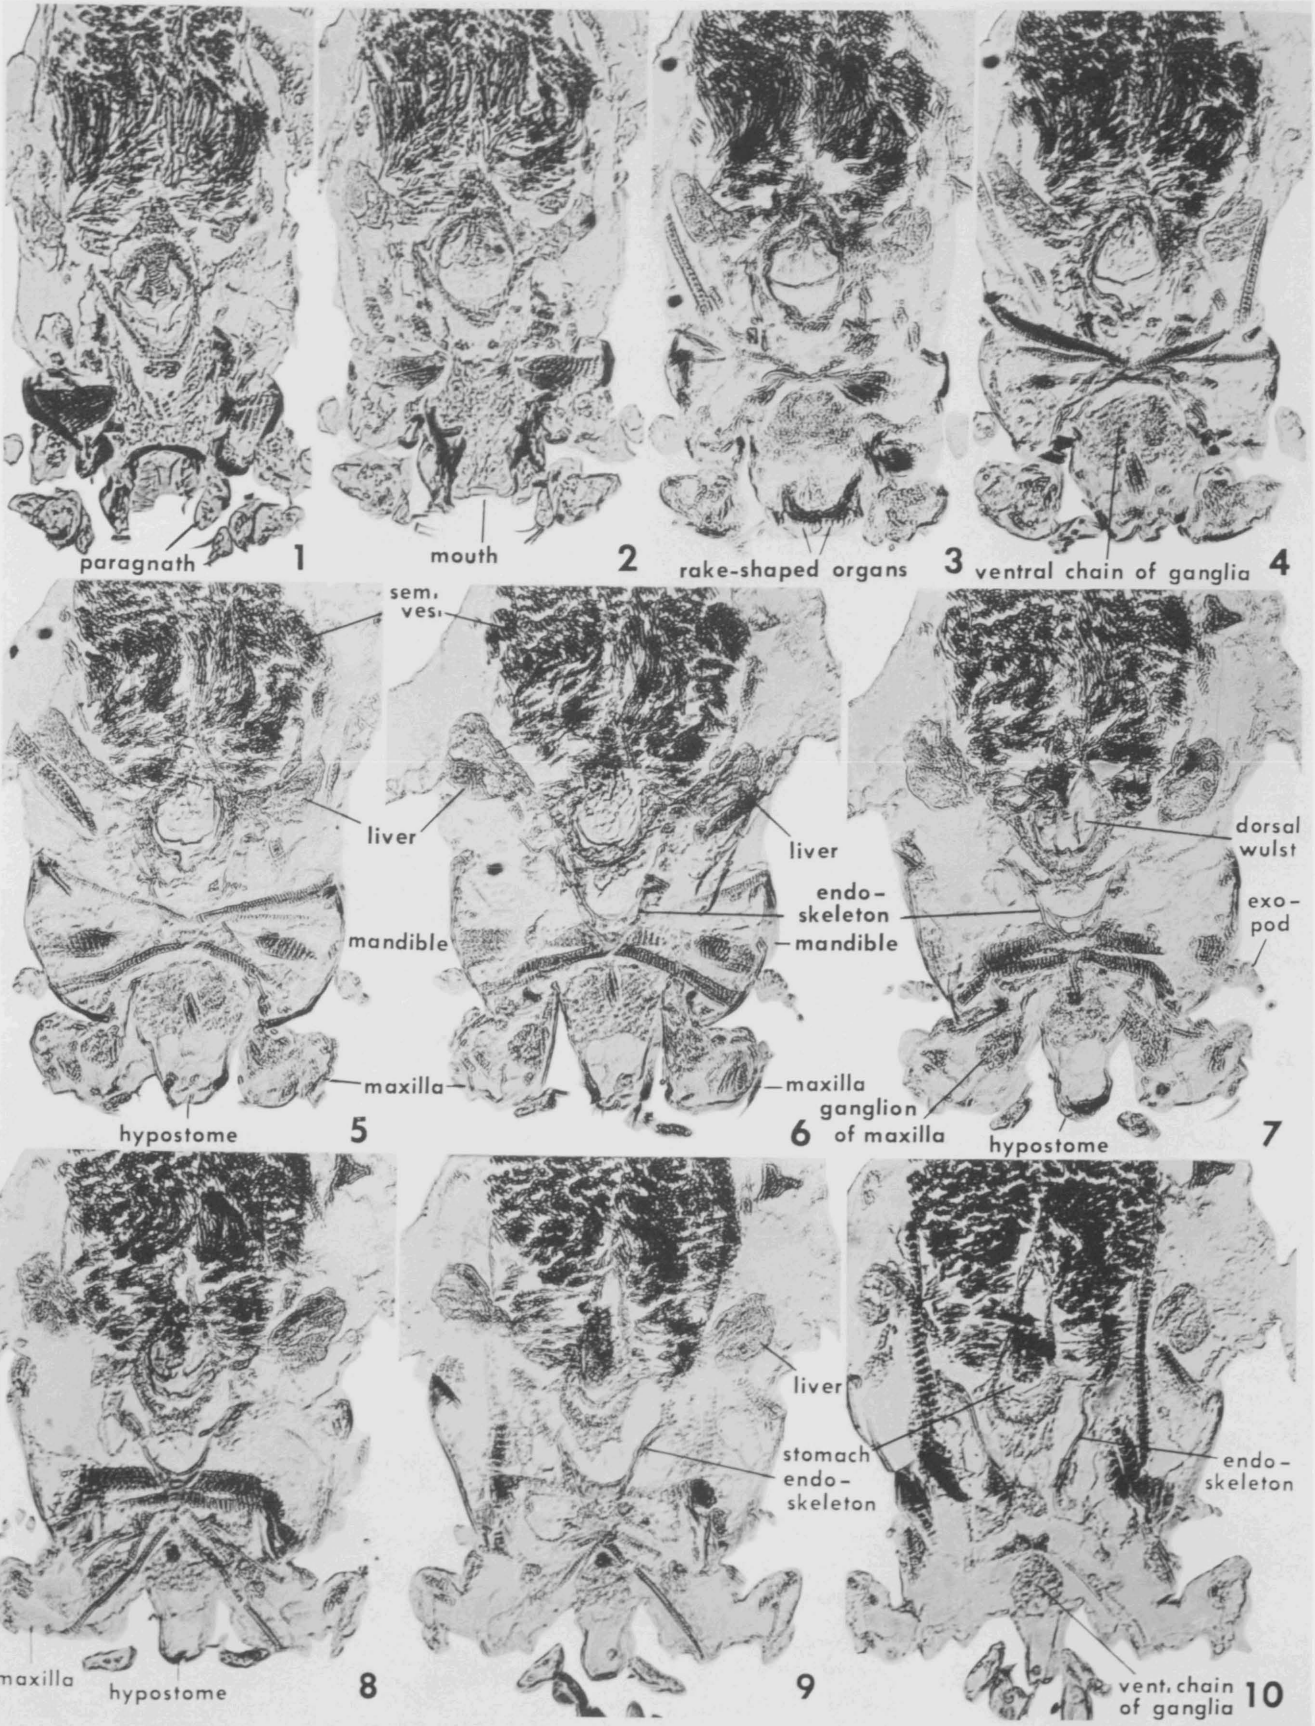 paragnath
1
mouth
2
rake-shaped organs
3
ventral chain of ganglia
4
sem.
ves.
liver
liver
dorsal
wulst
endo-
skeleton
exo-
pod
mandible
mandible
maxilla
maxilla
ganglion
of maxilla
hypostome
5
6
hypostome
7
liver
stomach
endo-
skeleton
endo-
skeleton
maxilla
hypostome
8
9
vent. chain
of ganglia
10